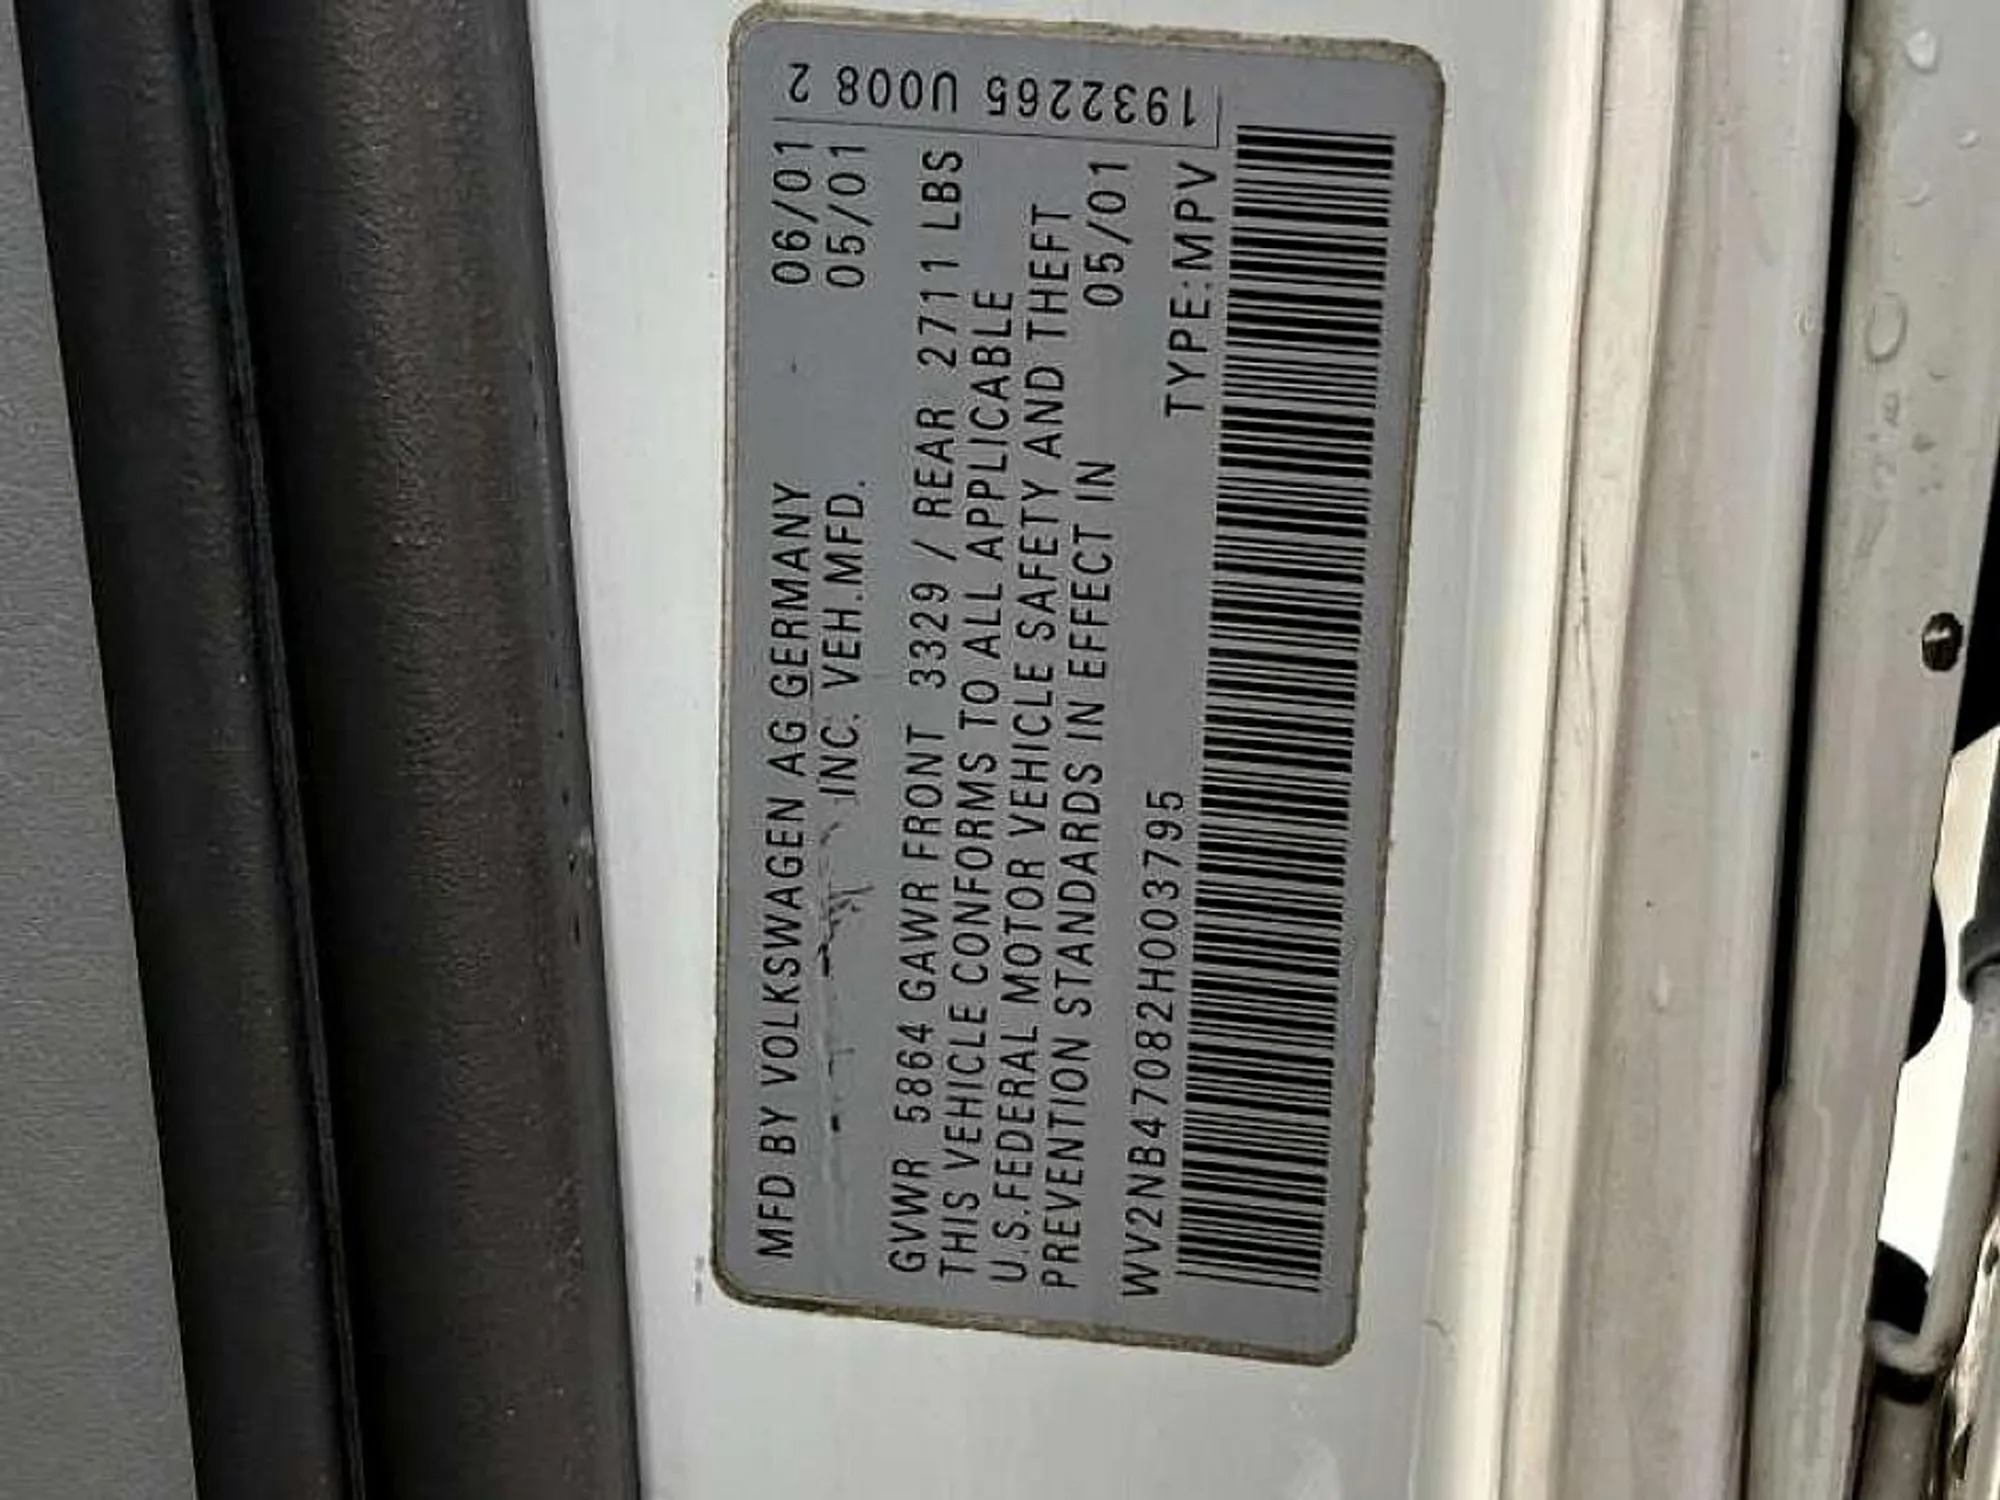 MFD BY VOLKSWAGEN AG GERMANY 06/01
INC. VEH.MFD. 05/01
GVWR 5864 GAWR FRONT 3329 / REAR 2711 LBS
THIS VEHICLE CONFORMS TO ALL APPLICABLE
U.S.FEDERAL MOTOR VEHICLE SAFETY AND THEFT
PREVENTION STANDARDS IN EFFECT IN 05/01
WV2NB47082H003795 TYPE:MPV
1932265 U008 2